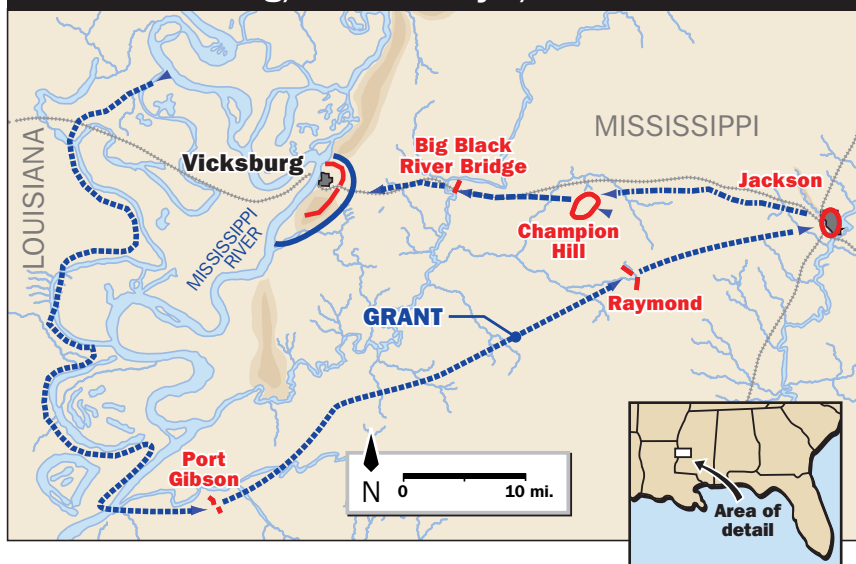 MISSISSIPPI
LOUISIANA
Vicksburg
Big Black
River Bridge
Jackson
Champion
Hill
MISSISSIPPI
RIVER
Raymond
GRANT
Port
Gibson
N
0
10 mi.
Area of
detail